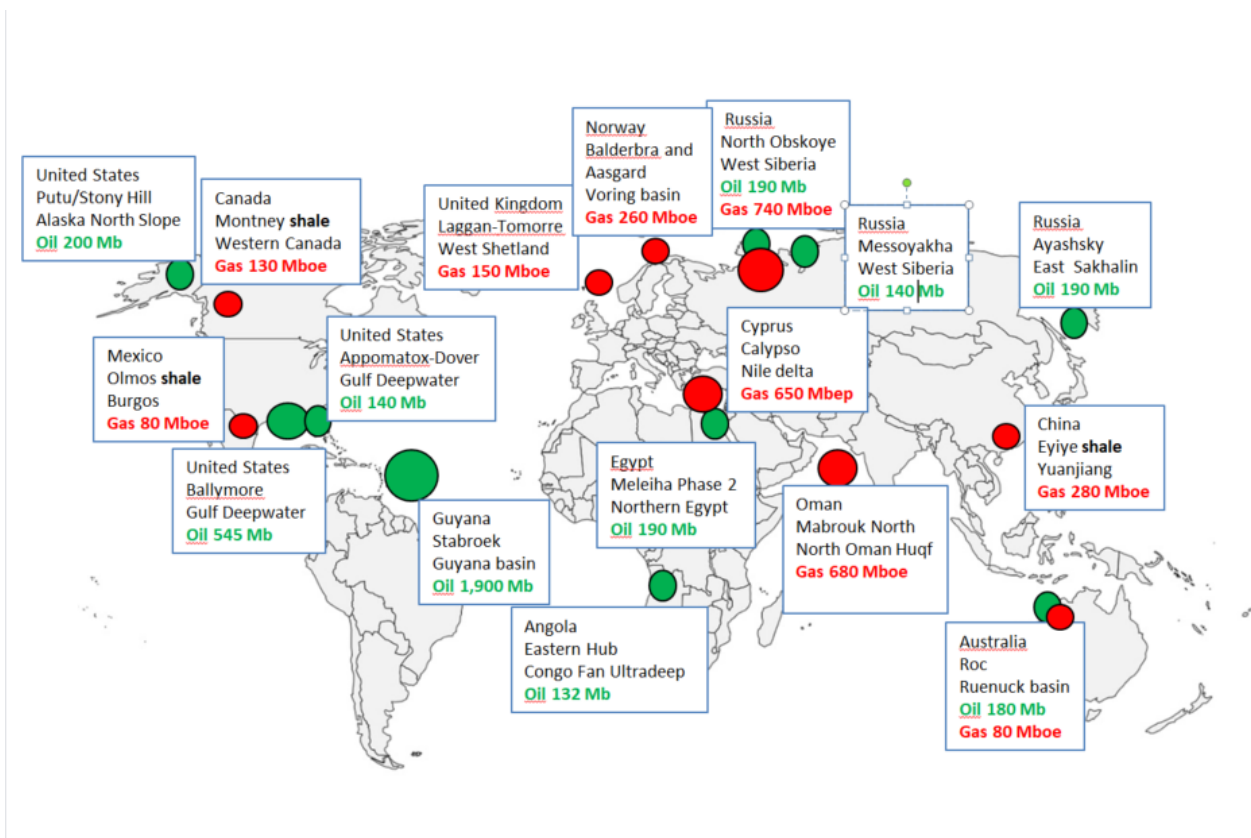 United States
Putu/Stony Hill
Alaska North Slope
Oil 200 Mb
Canada
Montney shale
Western Canada
Gas 130 Mboe
United Kingdom
Laggan-Tomorre
West Shetland
Gas 150 Mboe
Norway
Balderbra and
Aasgard
Voring basin
Gas 260 Mboe
Russia
North Obskoye
West Siberia
Oil 190 Mb
Gas 740 Mboe
Russia
Messoyakha
West Siberia
Oil 140 Mb
Russia
Ayashsky
East Sakhalin
Oil 190 Mb
Mexico
Olmos shale
Burgos
Gas 80 Mboe
United States
Appomatox-Dover
Gulf Deepwater
Oil 140 Mb
Cyprus
Calypso
Nile delta
Gas 650 Mbep
China
Eyiye shale
Yuanjiang
Gas 280 Mboe
United States
Ballymore
Gulf Deepwater
Oil 545 Mb
Guyana
Stabroek
Guyana basin
Oil 1,900 Mb
Egypt
Meleiha Phase 2
Northern Egypt
Oil 190 Mb
Oman
Mabrouk North
North Oman Huqf
Gas 680 Mboe
Angola
Eastern Hub
Congo Fan Ultradeep
Oil 132 Mb
Australia
Roc
Ruenuck basin
Oil 180 Mb
Gas 80 Mboe